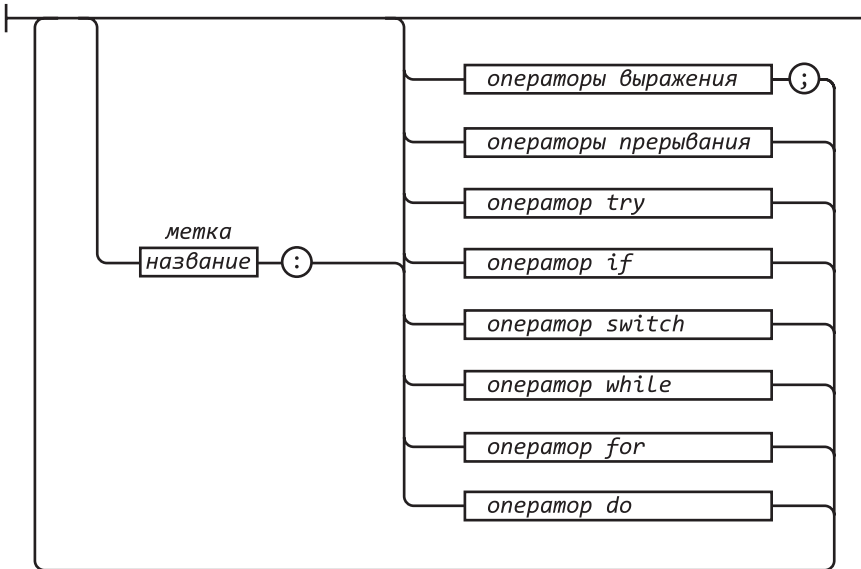 операторы выражения ;
операторы прерывания
оператор try
метка
название :
оператор if
оператор switch
оператор while
оператор for
оператор do